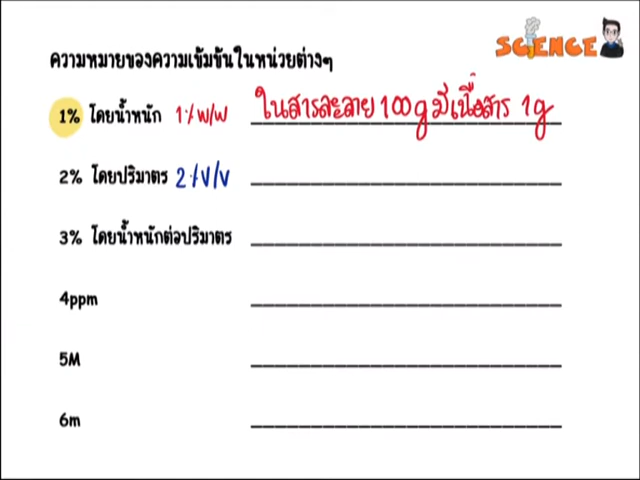 SCIENCE
ความหมายของความเข้มข้นในหน่วยต่างๆ
1% โดยน้ำหนัก 1% w/w ในสารละลาย 100 g มีเนื้อสาร 1 g
2% โดยปริมาตร 2% v/v
3% โดยน้ำหนักต่อปริมาตร
4ppm
5M
6m